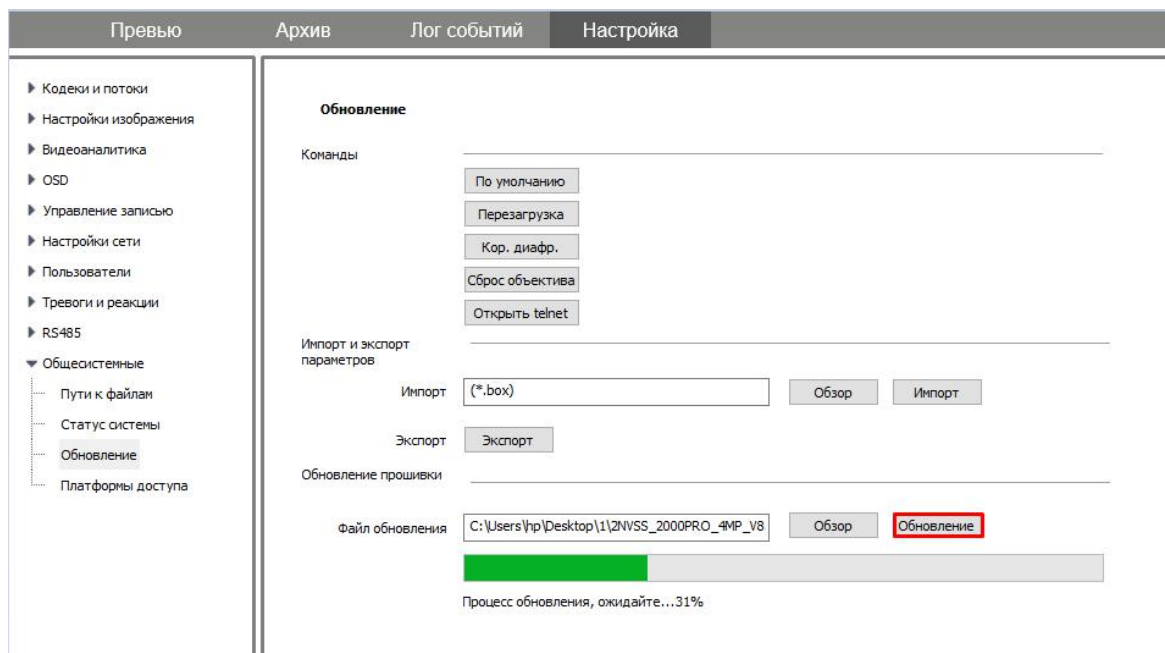 Превью Архив Лог событий Настройка
Кодеки и потоки
Настройки изображения
Видеоаналитика
OSD
Управление записью
Настройки сети
Пользователи
Тревоги и реакции
RS485
Общесистемные
Пути к файлам
Статус системы
Обновление
Платформы доступа
Обновление
Команды
По умолчанию
Перезагрузка
Кор. диафр.
Сброс объектива
Открыть telnet
Импорт и экспорт
параметров
Импорт (*.box) Обзор Импорт
Экспорт Экспорт
Обновление прошивки
Файл обновления C:\Users\hp\Desktop\1\2NVSS_2000PRO_4MP_V8 Обзор Обновление
Процесс обновления, ожидайте...31%